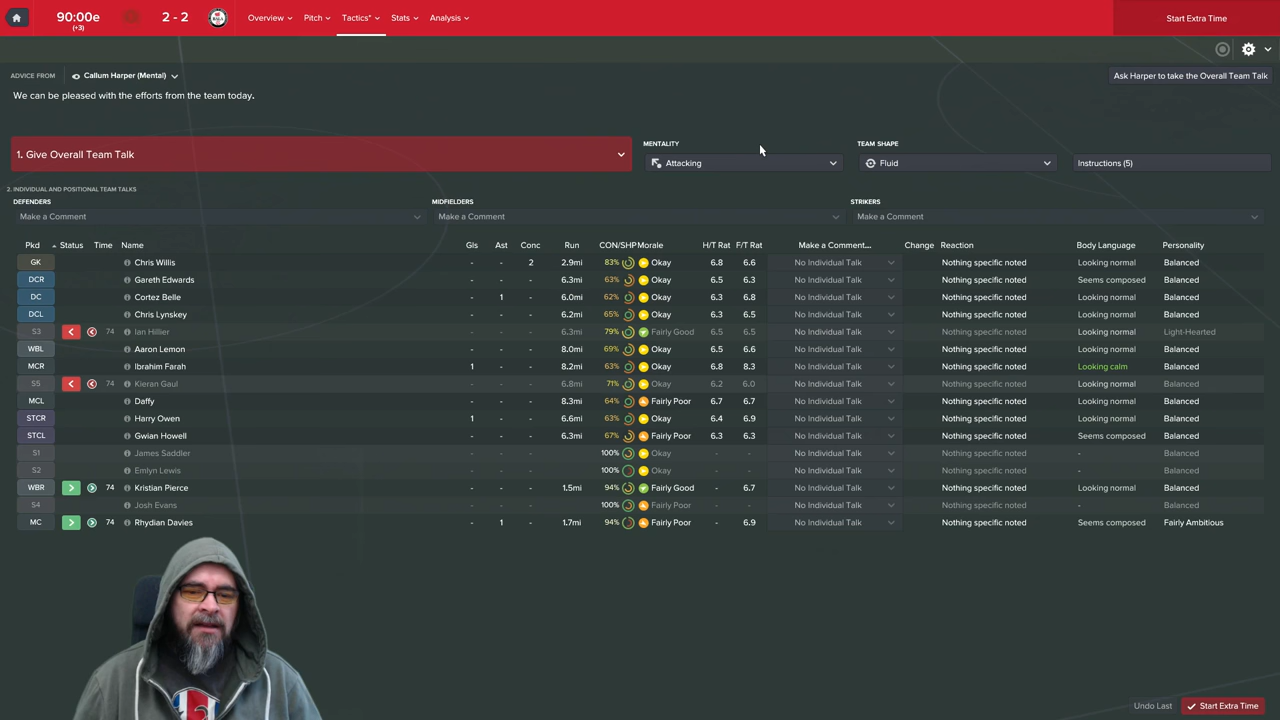 90:00e
(+3)
2 - 2
BALA
Overview
Pitch
Tactics*
Stats
Analysis
Start Extra Time
ADVICE FROM
Callum Harper (Mental)
Ask Harper to take the Overall Team Talk
We can be pleased with the efforts from the team today.
1. Give Overall Team Talk
MENTALITY
Attacking
TEAM SHAPE
Fluid
Instructions (5)
2. INDIVIDUAL AND POSITIONAL TEAM TALKS
DEFENDERS MIDFIELDERS STRIKERS
Make a Comment Make a Comment Make a Comment
Pkd Status Time Name Gls Ast Conc Run CON/SHP Morale H/T Rat F/T Rat Make a Comment... Change Reaction Body Language Personality
GK Chris Willis - - 2 2.9mi 83% Okay 6.8 6.6 No Individual Talk Nothing specific noted Looking normal Balanced
DCR Gareth Edwards - - - 6.3mi 63% Okay 6.5 6.3 No Individual Talk Nothing specific noted Seems composed Balanced
DC Cortez Belle - 1 - 6.0mi 62% Okay 6.3 6.8 No Individual Talk Nothing specific noted Looking normal Balanced
DCL Chris Lynskey - - - 6.2mi 65% Okay 6.3 6.5 No Individual Talk Nothing specific noted Looking normal Balanced
S3 74 Ian Hillier - - - 6.3mi 79% Fairly Good 6.5 6.5 No Individual Talk Nothing specific noted Looking normal Light-Hearted
WBL Aaron Lemon - - - 8.0mi 69% Okay 6.5 6.6 No Individual Talk Nothing specific noted Looking normal Balanced
MCR Ibrahim Farah 1 - - 8.2mi 63% Okay 6.8 8.3 No Individual Talk Nothing specific noted Looking calm Balanced
S5 74 Kieran Gaul - - - 6.8mi 71% Okay 6.2 6.0 No Individual Talk Nothing specific noted Looking normal Balanced
MCL Daffy - - - 8.3mi 64% Fairly Poor 6.7 6.7 No Individual Talk Nothing specific noted Looking normal Balanced
STCR Harry Owen 1 - - 6.6mi 63% Okay 6.4 6.9 No Individual Talk Nothing specific noted Looking normal Balanced
STCL Gwian Howell - - - 6.3mi 67% Fairly Poor 6.3 6.3 No Individual Talk Nothing specific noted Seems composed Balanced
S1 James Saddler - - - 100% Okay - - No Individual Talk Nothing specific noted - Balanced
S2 Emlyn Lewis - - - 100% Okay - - No Individual Talk Nothing specific noted - Balanced
WBR 74 Kristian Pierce - - - 1.5mi 94% Fairly Good - 6.7 No Individual Talk Nothing specific noted Looking normal Balanced
S4 Josh Evans - - - 100% Fairly Poor - - No Individual Talk Nothing specific noted - Balanced
MC 74 Rhydian Davies - 1 - 1.7mi 94% Fairly Poor - 6.9 No Individual Talk Nothing specific noted Seems composed Fairly Ambitious
Undo Last
Start Extra Time